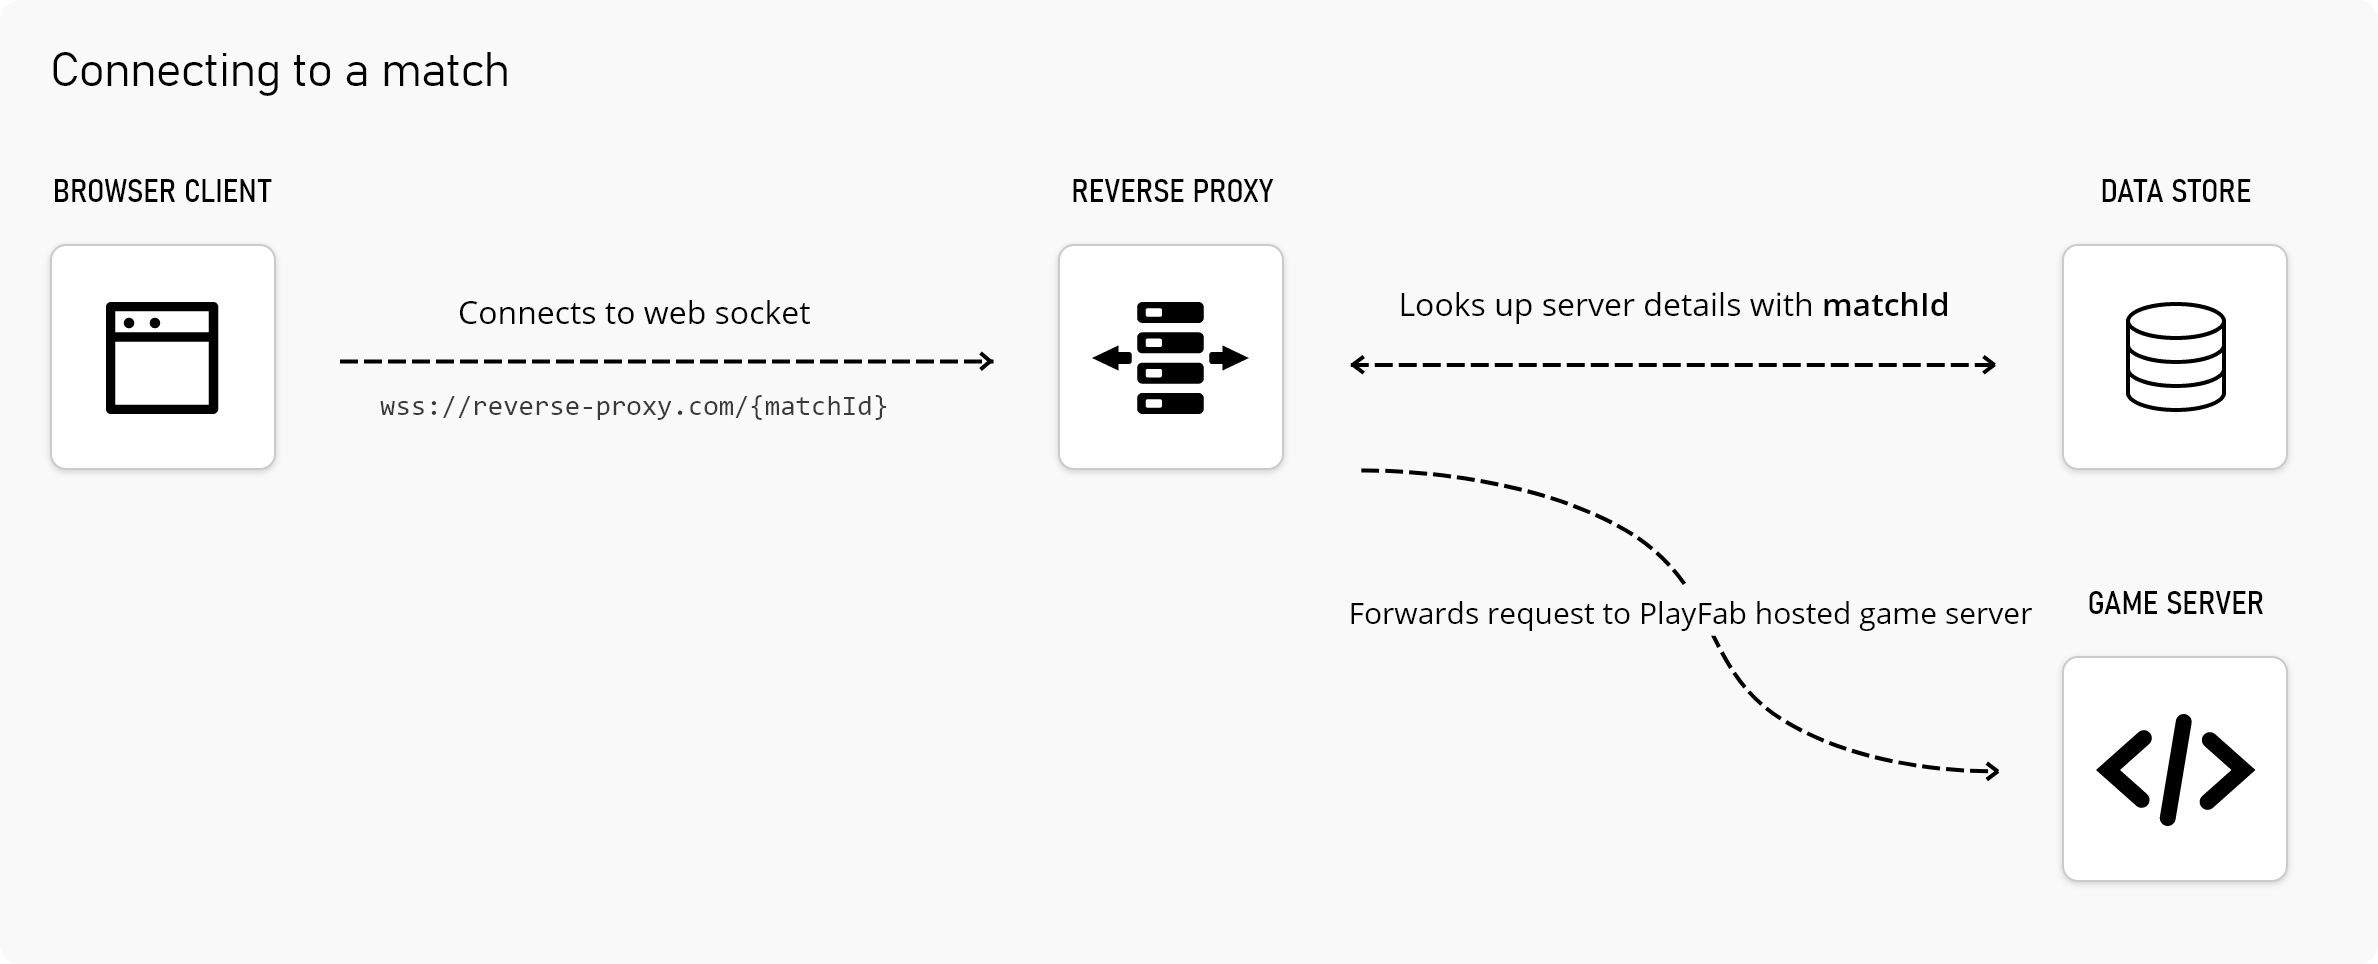 Connecting to a match
BROWSER CLIENT
REVERSE PROXY
DATA STORE
Connects to web socket
wss://reverse-proxy.com/{matchId}
Looks up server details with matchId
Forwards request to PlayFab hosted game server
GAME SERVER